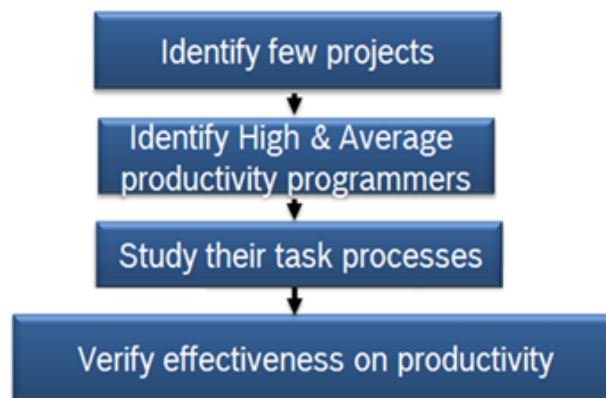 Identify few projects
Identify High & Average
productivity programmers
Study their task processes
Verify effectiveness on productivity